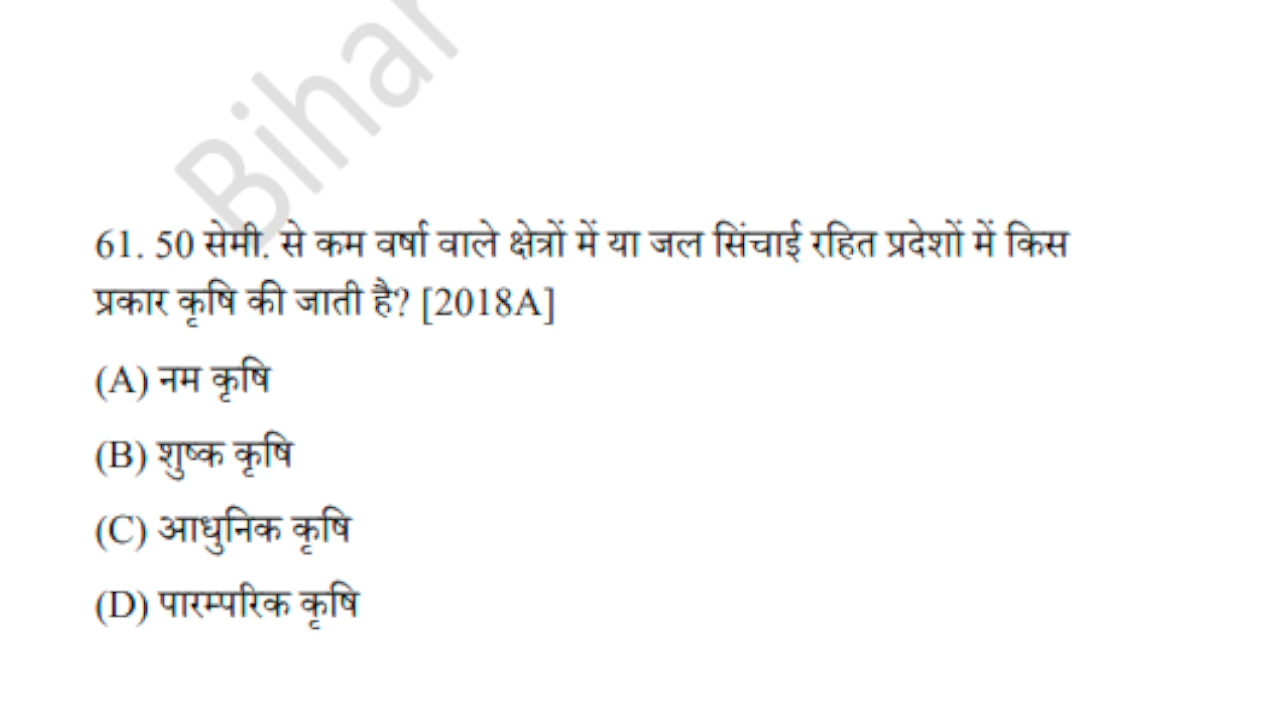 Bihar
61. 50 सेमी. से कम वर्षा वाले क्षेत्रों में या जल सिंचाई रहित प्रदेशों में किस
प्रकार कृषि की जाती है? [2018A]
(A) नम कृषि
(B) शुष्क कृषि
(C) आधुनिक कृषि
(D) पारम्परिक कृषि